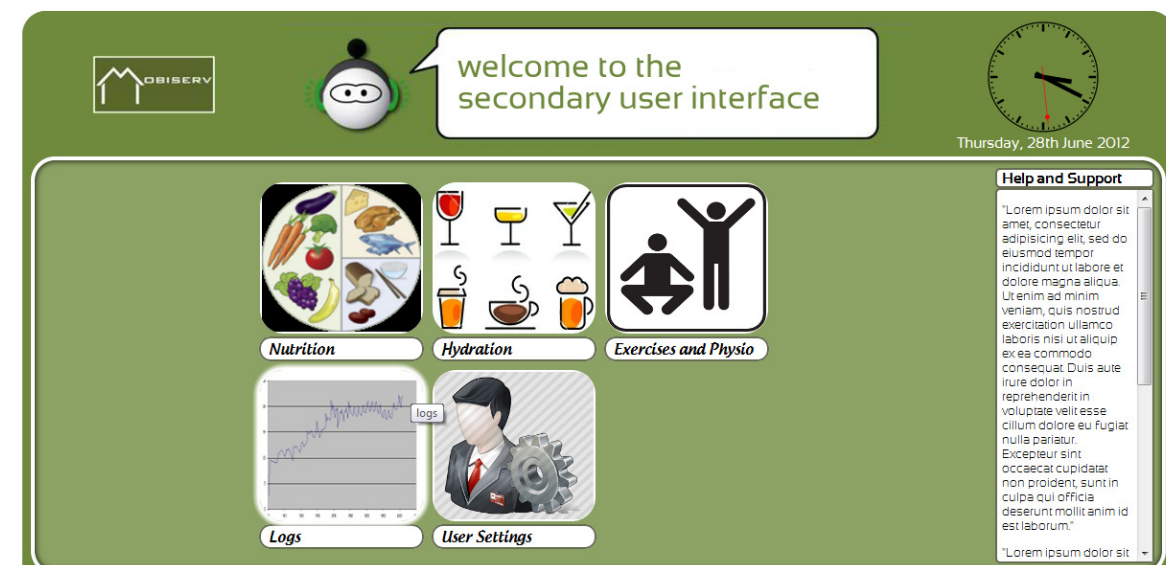 MOBISERV
welcome to the
secondary user interface
Thursday, 28th June 2012
Nutrition
Hydration
Exercises and Physio
logs
Logs
User Settings
Help and Support
"Lorem ipsum dolor sit
amet, consectetur
adipisicing elit, sed do
eiusmod tempor
incididunt ut labore et
dolore magna aliqua.
Ut enim ad minim
veniam, quis nostrud
exercitation ullamco
laboris nisi ut aliquip
ex ea commodo
consequat. Duis aute
irure dolor in
reprehenderit in
voluptate velit esse
cillum dolore eu fugiat
nulla pariatur.
Excepteur sint
occaecat cupidatat
non proident, sunt in
culpa qui officia
deserunt mollit anim id
est laborum."
"Lorem ipsum dolor sit